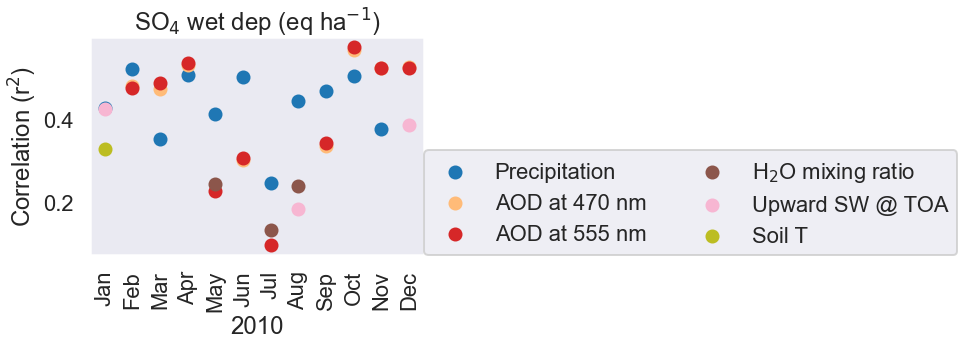 SO₄ wet dep (eq ha⁻¹)
Correlation (r²)
0.4
0.2
Jan
Feb
Mar
Apr
May
Jun
Jul
Aug
Sep
Oct
Nov
Dec
2010
Precipitation
AOD at 470 nm
AOD at 555 nm
H₂O mixing ratio
Upward SW @ TOA
Soil T